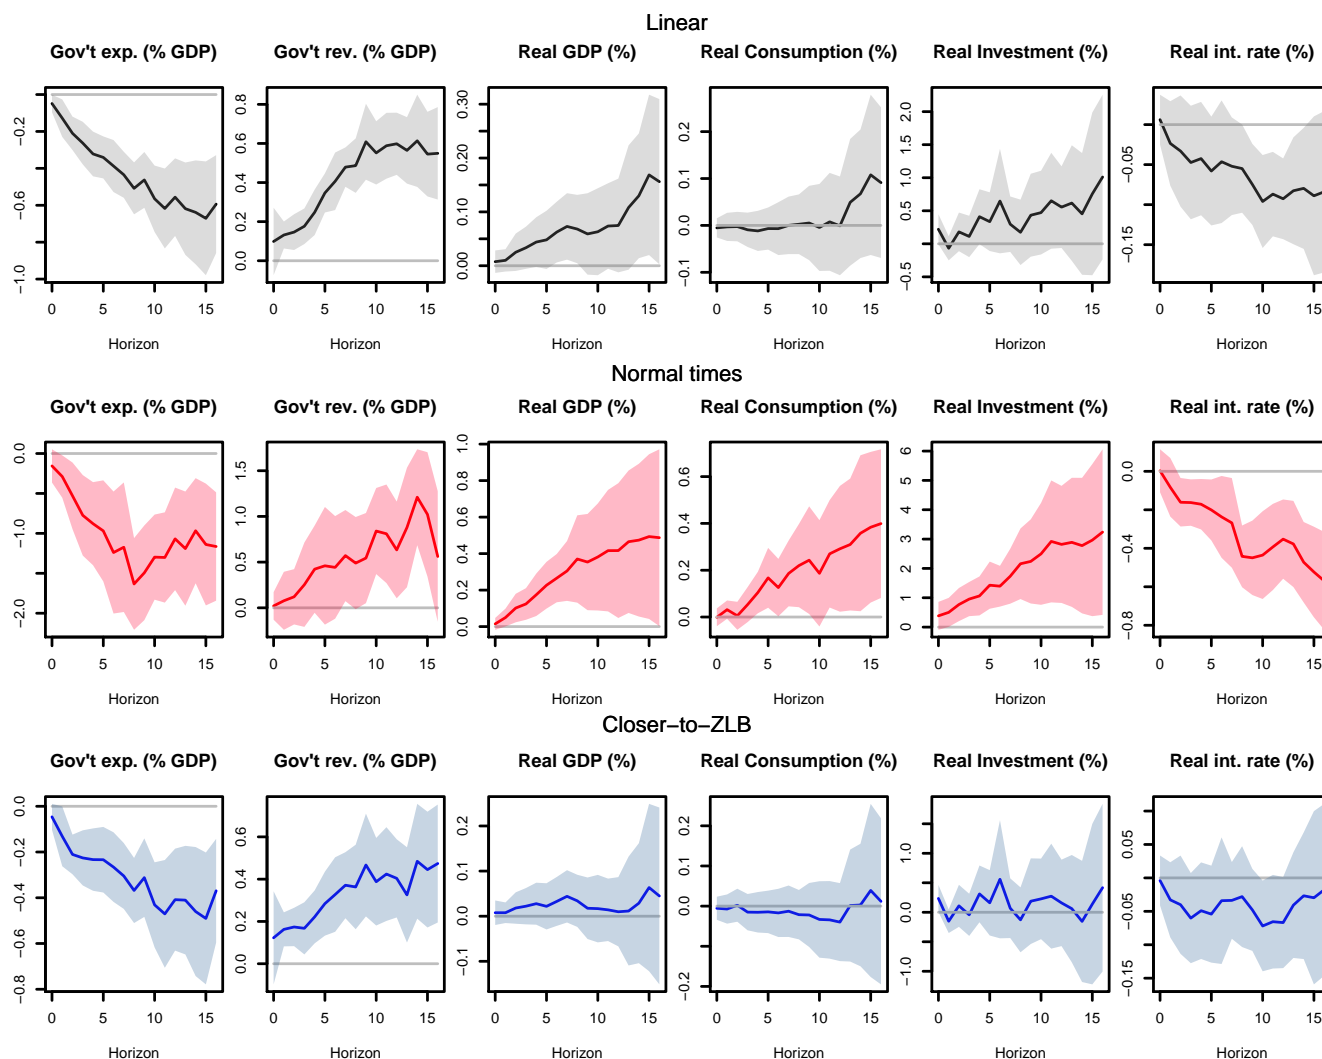 Linear
Gov't exp. (% GDP) Gov't rev. (% GDP) Real GDP (%) Real Consumption (%) Real Investment (%) Real int. rate (%)
−0.2 −0.6 −1.0 0.0 0.2 0.4 0.6 0.8 0.00 0.10 0.20 0.30 −0.1 0.0 0.1 0.2 −0.5 0.5 1.0 2.0 −0.15 −0.05
0 5 10 15 0 5 10 15 0 5 10 15 0 5 10 15 0 5 10 15 0 5 10 15
Horizon Horizon Horizon Horizon Horizon Horizon
Normal times
Gov't exp. (% GDP) Gov't rev. (% GDP) Real GDP (%) Real Consumption (%) Real Investment (%) Real int. rate (%)
−2.0 −1.0 0.0 0.0 0.5 1.0 1.5 0.0 0.2 0.4 0.6 0.8 1.0 0.0 0.2 0.4 0.6 0 1 2 3 4 5 6 −0.8 −0.4 0.0
0 5 10 15 0 5 10 15 0 5 10 15 0 5 10 15 0 5 10 15 0 5 10 15
Horizon Horizon Horizon Horizon Horizon Horizon
Closer−to−ZLB
Gov't exp. (% GDP) Gov't rev. (% GDP) Real GDP (%) Real Consumption (%) Real Investment (%) Real int. rate (%)
−0.8 −0.6 −0.4 −0.2 0.0 0.0 0.2 0.4 0.6 −0.1 0.0 0.1 0.2 −0.2 0.0 0.1 0.2 −1.0 0.0 1.0 −0.15 −0.05 0.05
0 5 10 15 0 5 10 15 0 5 10 15 0 5 10 15 0 5 10 15 0 5 10 15
Horizon Horizon Horizon Horizon Horizon Horizon